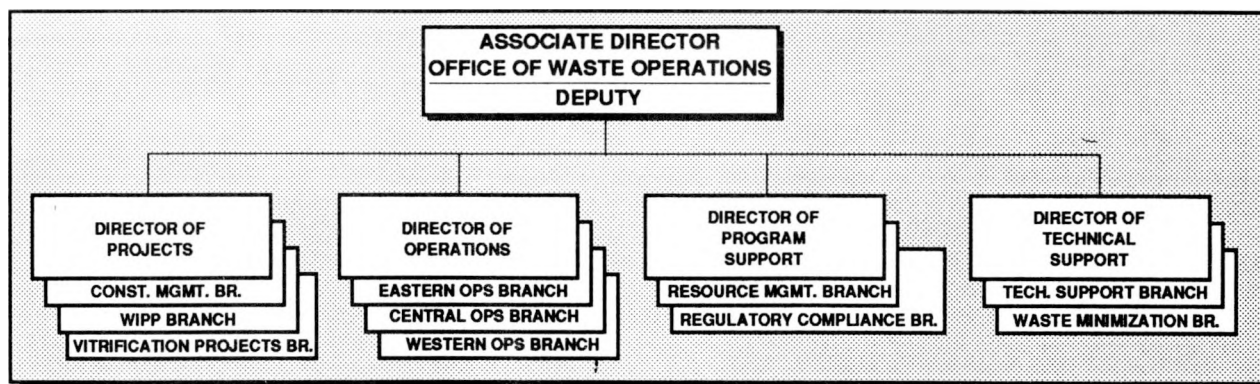 ASSOCIATE DIRECTOR
OFFICE OF WASTE OPERATIONS
DEPUTY
DIRECTOR OF
PROJECTS
CONST. MGMT. BR.
WIPP BRANCH
VITRIFICATION PROJECTS BR.
DIRECTOR OF
OPERATIONS
EASTERN OPS BRANCH
CENTRAL OPS BRANCH
WESTERN OPS BRANCH
DIRECTOR OF
PROGRAM
SUPPORT
RESOURCE MGMT. BRANCH
REGULATORY COMPLIANCE BR.
DIRECTOR OF
TECHNICAL
SUPPORT
TECH. SUPPORT BRANCH
WASTE MINIMIZATION BR.